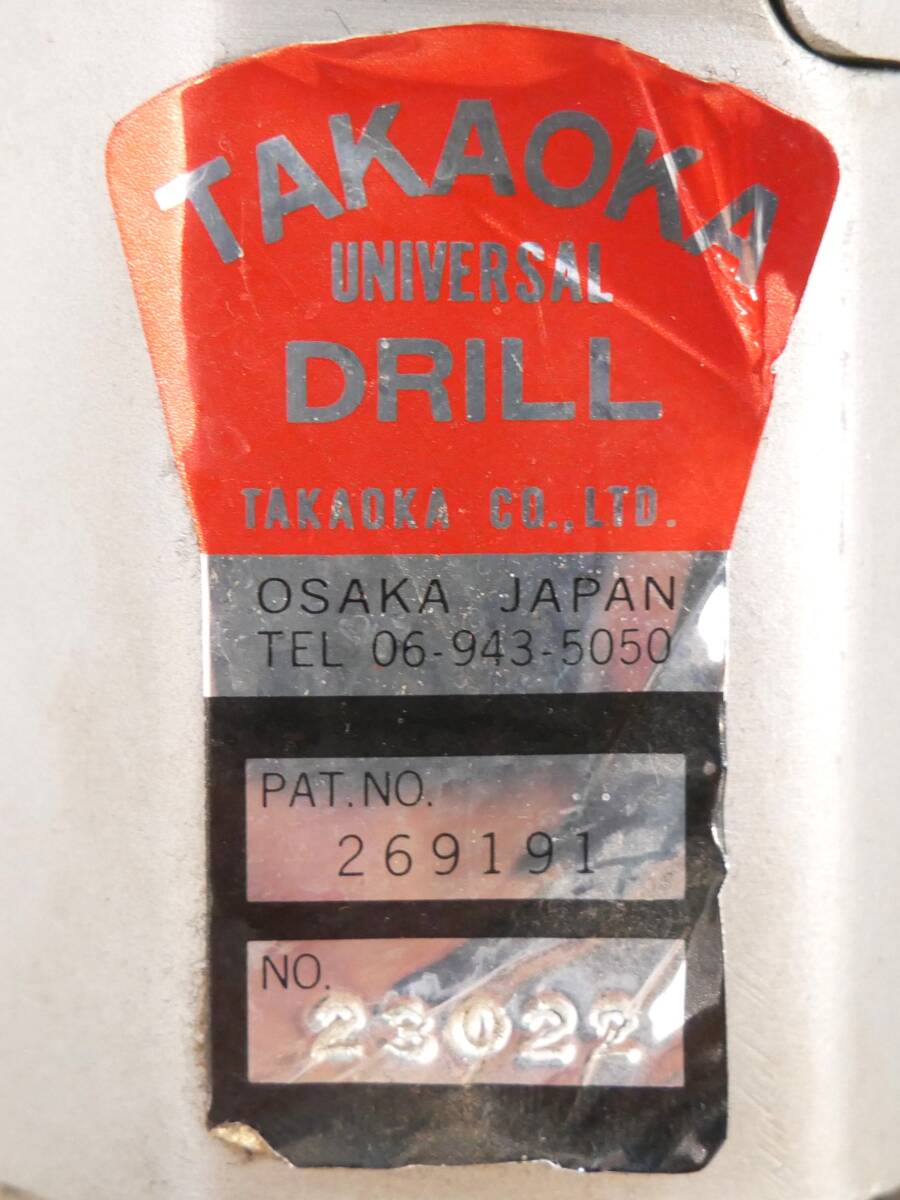 TAKAOKA
UNIVERSAL
DRILL
TAKAOKA CO., LTD.
OSAKA JAPAN
TEL 06-943-5050
PAT.NO.
269191
NO.
23022